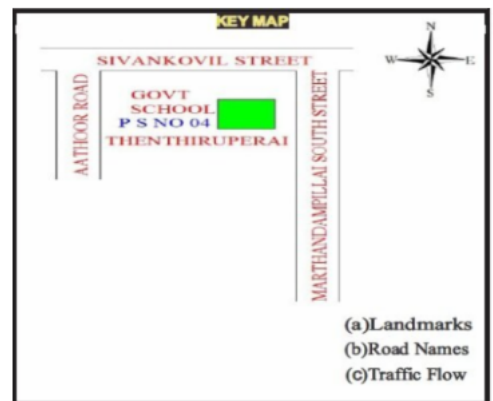 KEY MAP
N
W E
S
SIVANKOVIL STREET
AATHOOR ROAD
GOVT
SCHOOL
P S NO 04
THENTHIRUPERAI
MARTHANDAMPILLAI SOUTH STREET
(a)Landmarks
(b)Road Names
(c)Traffic Flow